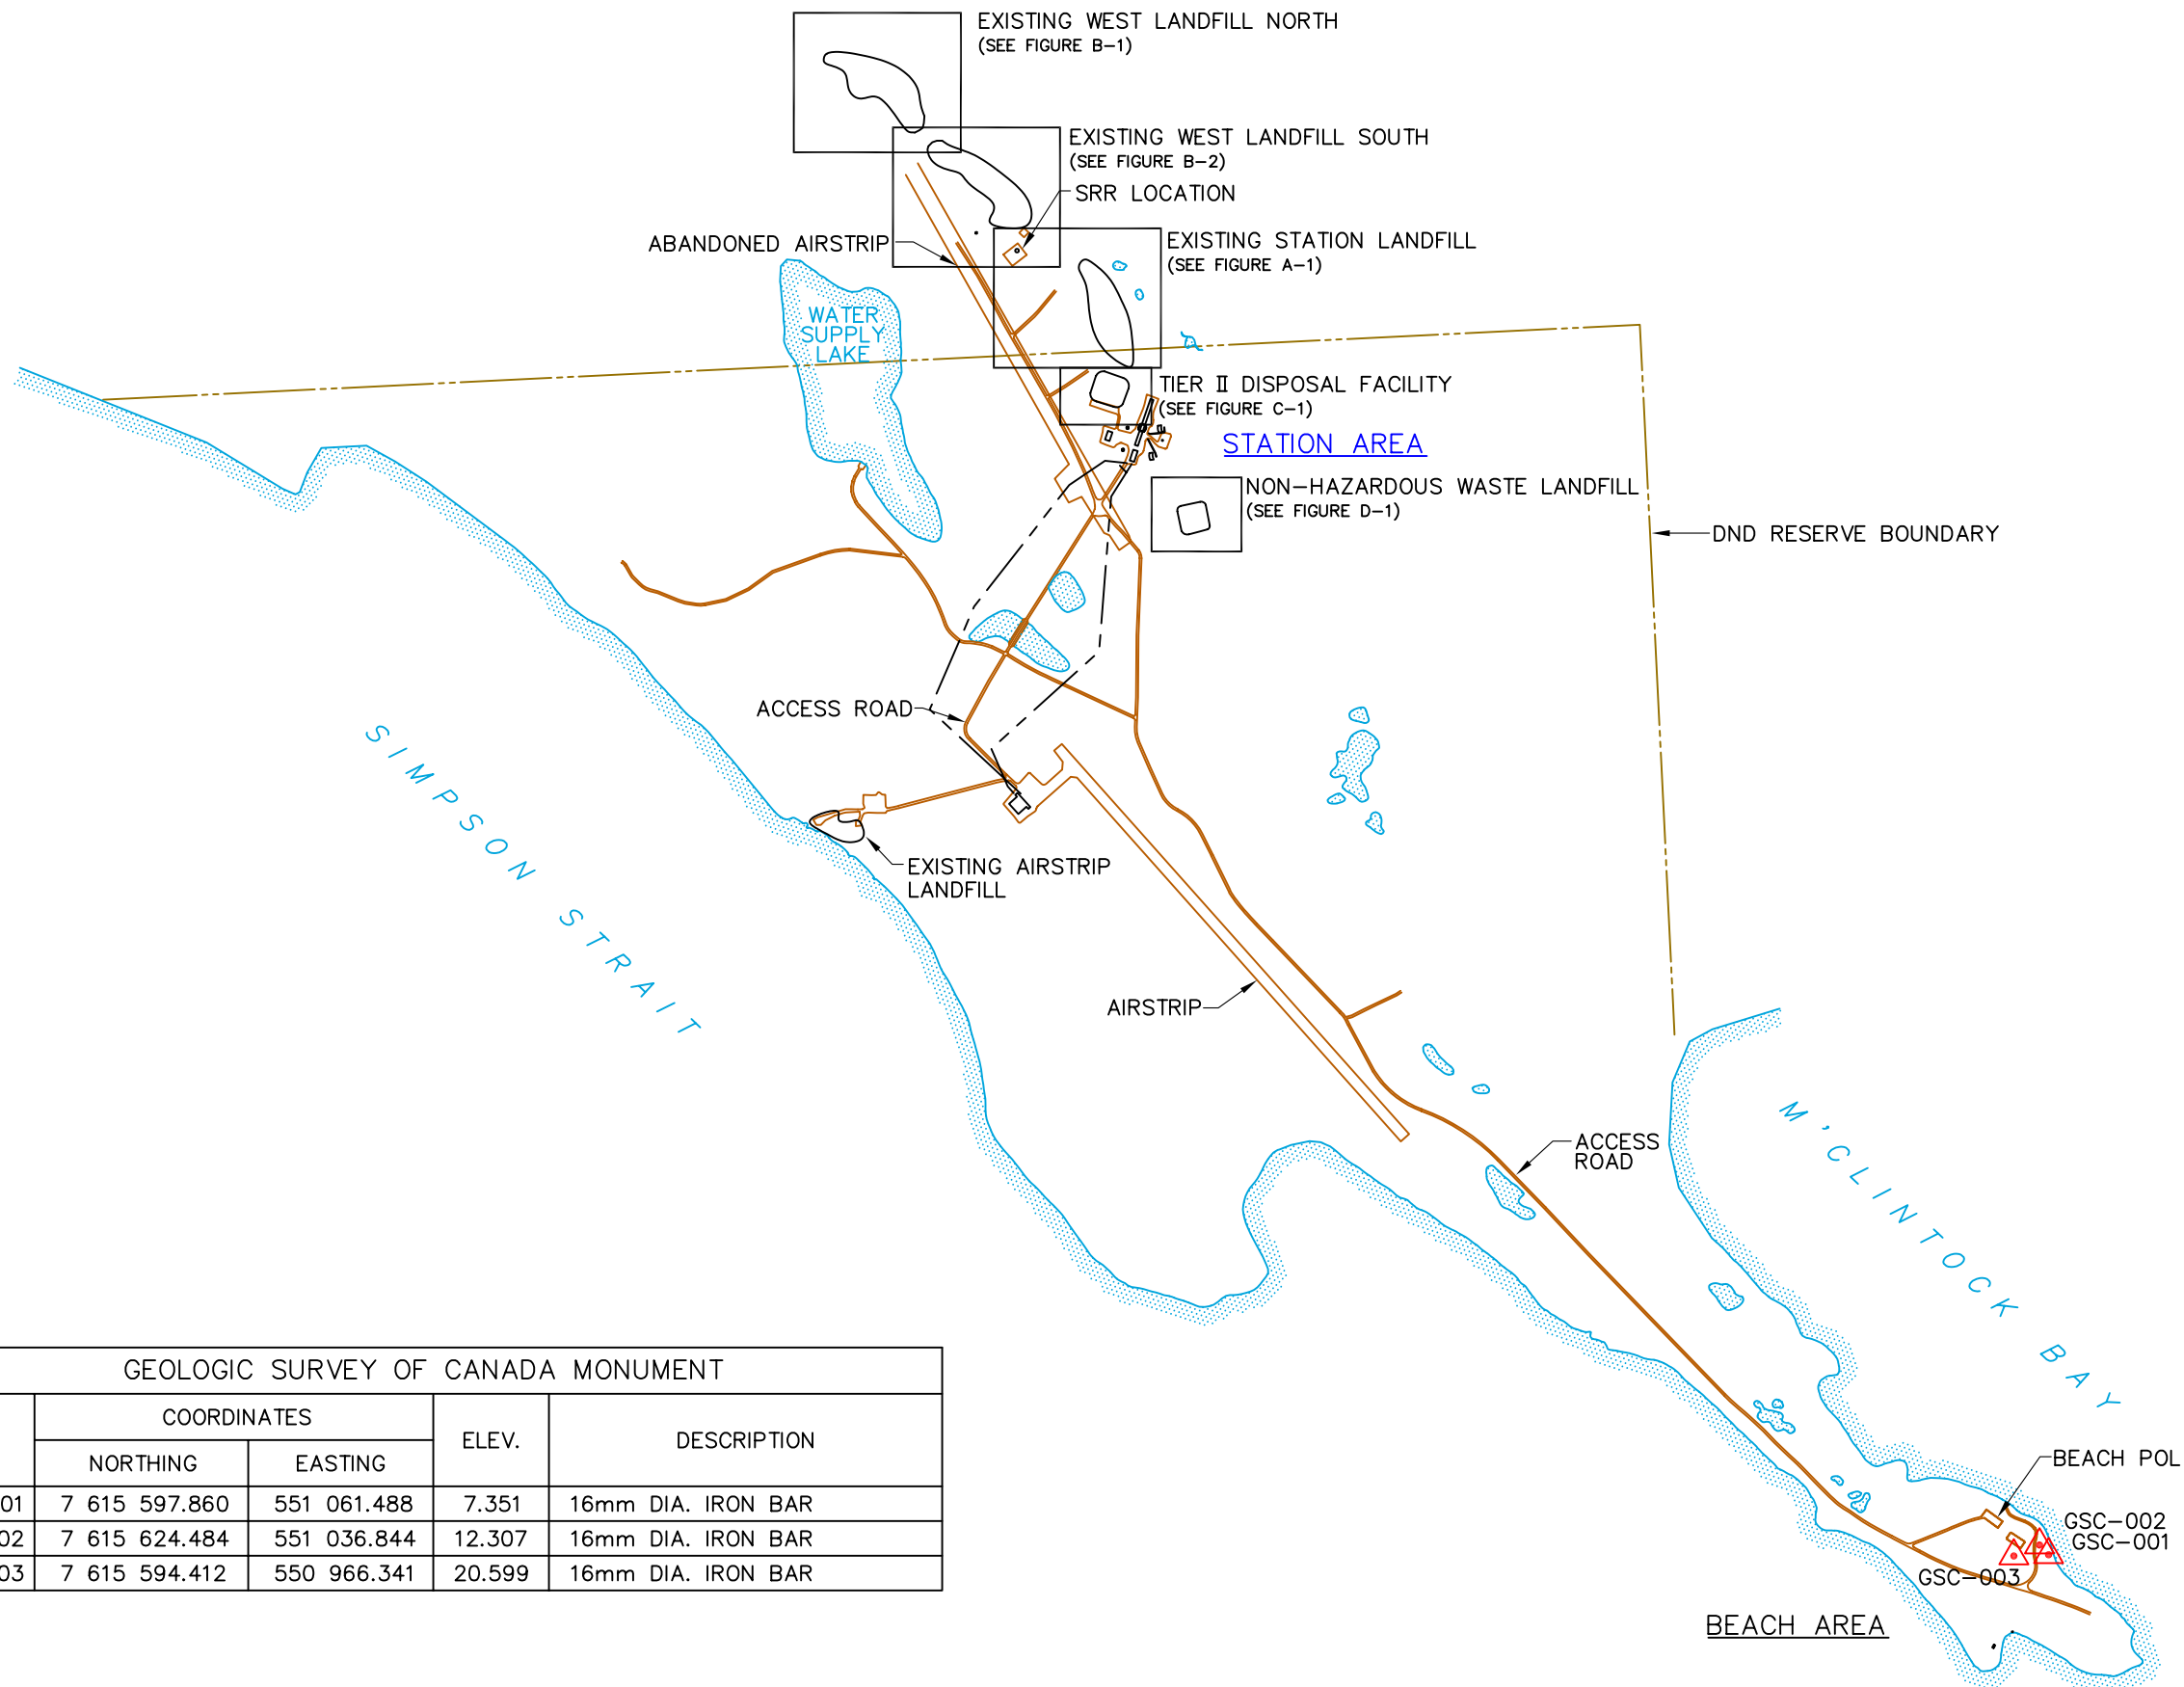 EXISTING WEST LANDFILL NORTH
(SEE FIGURE B-1)
EXISTING WEST LANDFILL SOUTH
(SEE FIGURE B-2)
SRR LOCATION
ABANDONED AIRSTRIP
EXISTING STATION LANDFILL
(SEE FIGURE A-1)
WATER
SUPPLY
LAKE
TIER II DISPOSAL FACILITY
(SEE FIGURE C-1)
STATION AREA
NON-HAZARDOUS WASTE LANDFILL
(SEE FIGURE D-1)
DND RESERVE BOUNDARY
ACCESS ROAD
SIMPSON STRAIT
EXISTING AIRSTRIP
LANDFILL
AIRSTRIP
ACCESS
ROAD
M'CLINTOCK BAY
BEACH POL
GSC-002
GSC-001
GSC-003
BEACH AREA
GEOLOGIC SURVEY OF CANADA MONUMENT
COORDINATES
ELEV.
DESCRIPTION
NORTHING EASTING
01 7 615 597.860 551 061.488 7.351 16mm DIA. IRON BAR
02 7 615 624.484 551 036.844 12.307 16mm DIA. IRON BAR
03 7 615 594.412 550 966.341 20.599 16mm DIA. IRON BAR